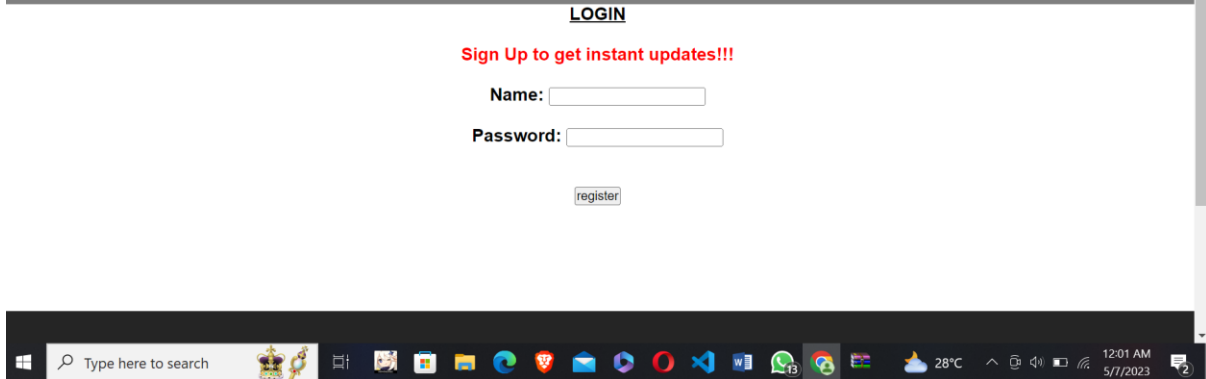 LOGIN
Sign Up to get instant updates!!!
Name:
Password:
register
Type here to search
13
28°C
12:01 AM
5/7/2023
2